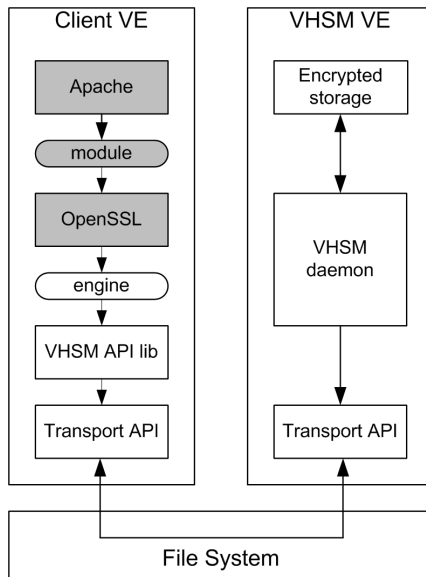 Client VE
Apache
module
OpenSSL
engine
VHSM API lib
Transport API
VHSM VE
Encrypted
storage
VHSM
daemon
Transport API
File System